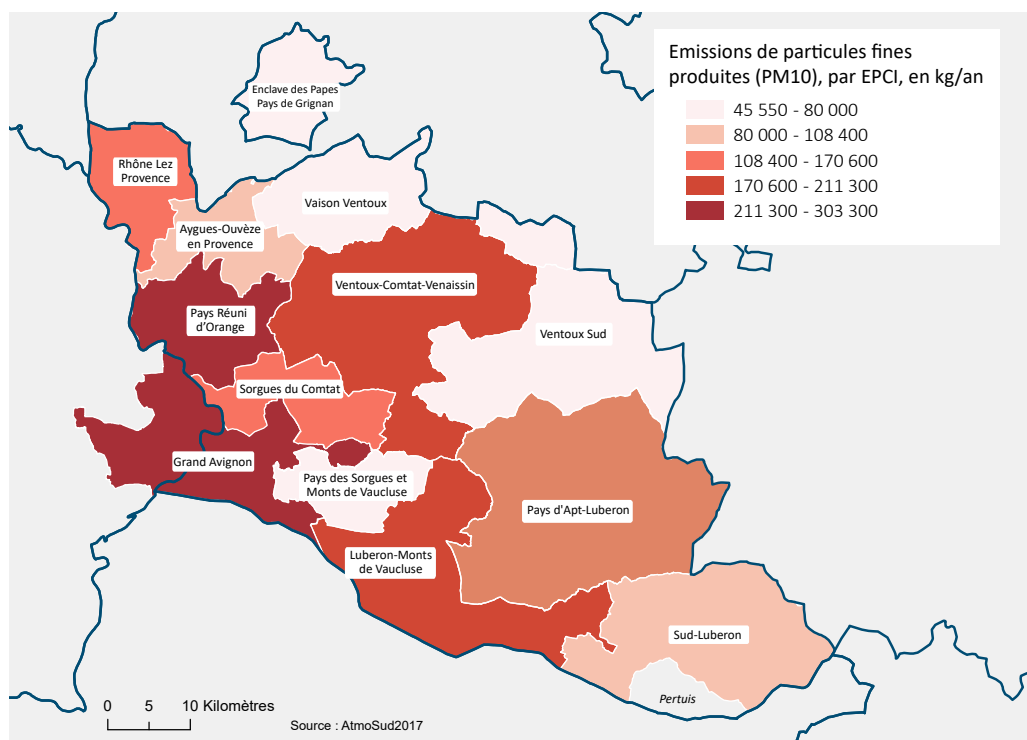 Emissions de particules fines
produites (PM10), par EPCI, en kg/an
45 550 - 80 000
80 000 - 108 400
108 400 - 170 600
170 600 - 211 300
211 300 - 303 300
Enclave des Papes
Pays de Grignan
Rhône Lez
Provence
Vaison Ventoux
Aygues-Ouvèze
en Provence
Ventoux-Comtat-Venaissin
Pays Réuni
d'Orange
Ventoux Sud
Sorgues du Comtat
Grand Avignon
Pays des Sorgues et
Monts de Vaucluse
Pays d'Apt-Luberon
Luberon-Monts
de Vaucluse
Sud-Luberon
Pertuis
0 5 10 Kilomètres
Source : AtmoSud2017